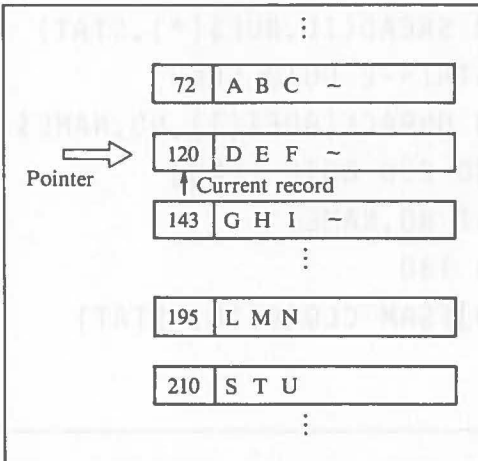 ⋮
72 A B C ~
120 D E F ~
Pointer
Current record
143 G H I ~
⋮
195 L M N
210 S T U
⋮